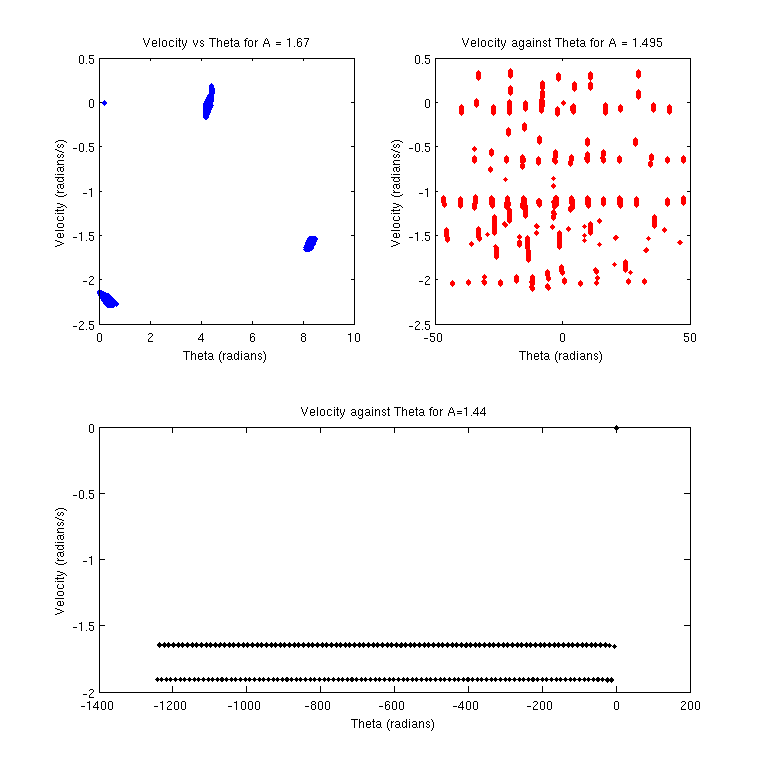 Velocity vs Theta for A = 1.67
0.5
0
-0.5
-1
-1.5
-2
-2.5
0 2 4 6 8 10
Velocity (radians/s)
Theta (radians)
Velocity against Theta for A = 1.495
0.5
0
-0.5
-1
-1.5
-2
-2.5
-50 0 50
Velocity (radians/s)
Theta (radians)
Velocity against Theta for A=1.44
0
-0.5
-1
-1.5
-2
-1400 -1200 -1000 -800 -600 -400 -200 0 200
Velocity (radians/s)
Theta (radians)